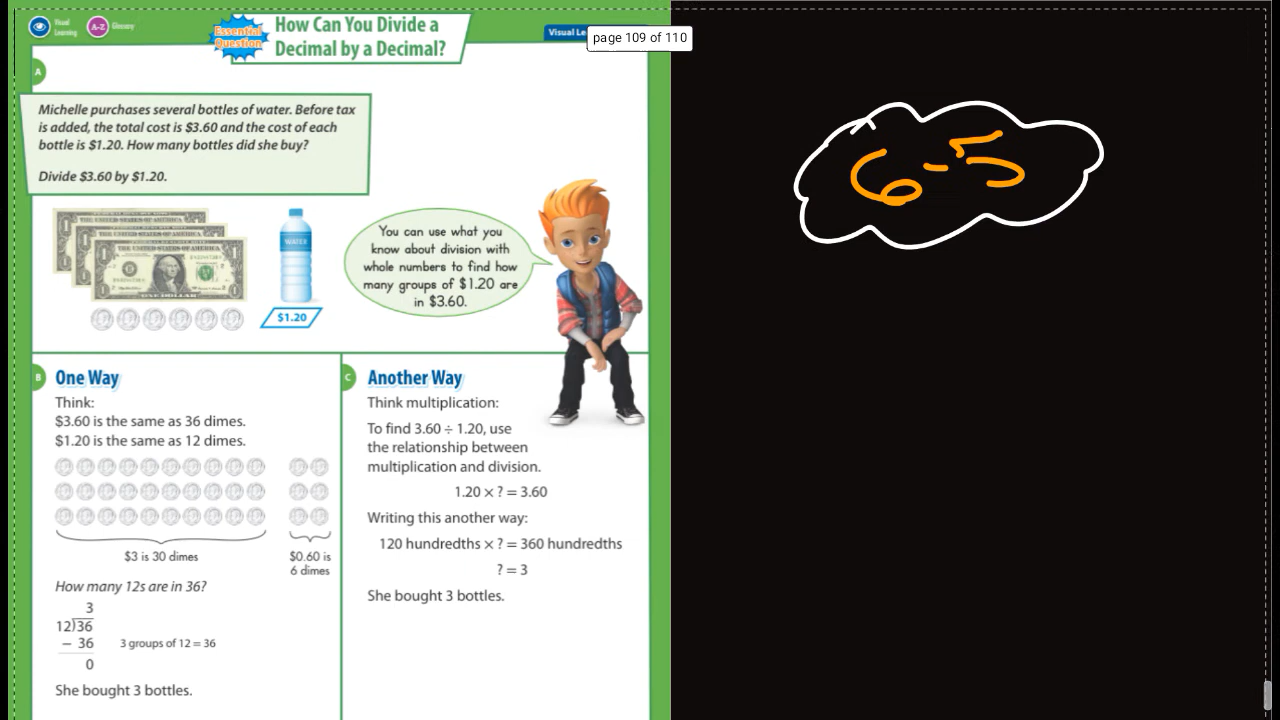 Visual
Learning
A-Z
Glossary
Essential
Question
How Can You Divide a
Decimal by a Decimal?
page 109 of 110
A
Michelle purchases several bottles of water. Before tax
is added, the total cost is $3.60 and the cost of each
bottle is $1.20. How many bottles did she buy?
Divide $3.60 by $1.20.
THE UNITED STATES OF AMERICA
ONE DOLLAR
WATER
$1.20
You can use what you
know about division with
whole numbers to find how
many groups of $1.20 are
in $3.60.
6-5
B
One Way
Think:
$3.60 is the same as 36 dimes.
$1.20 is the same as 12 dimes.
$3 is 30 dimes
$0.60 is
6 dimes
How many 12s are in 36?
3
12)36
− 36
3 groups of 12 = 36
0
She bought 3 bottles.
C
Another Way
Think multiplication:
To find 3.60 ÷ 1.20, use
the relationship between
multiplication and division.
1.20 × ? = 3.60
Writing this another way:
120 hundredths × ? = 360 hundredths
? = 3
She bought 3 bottles.